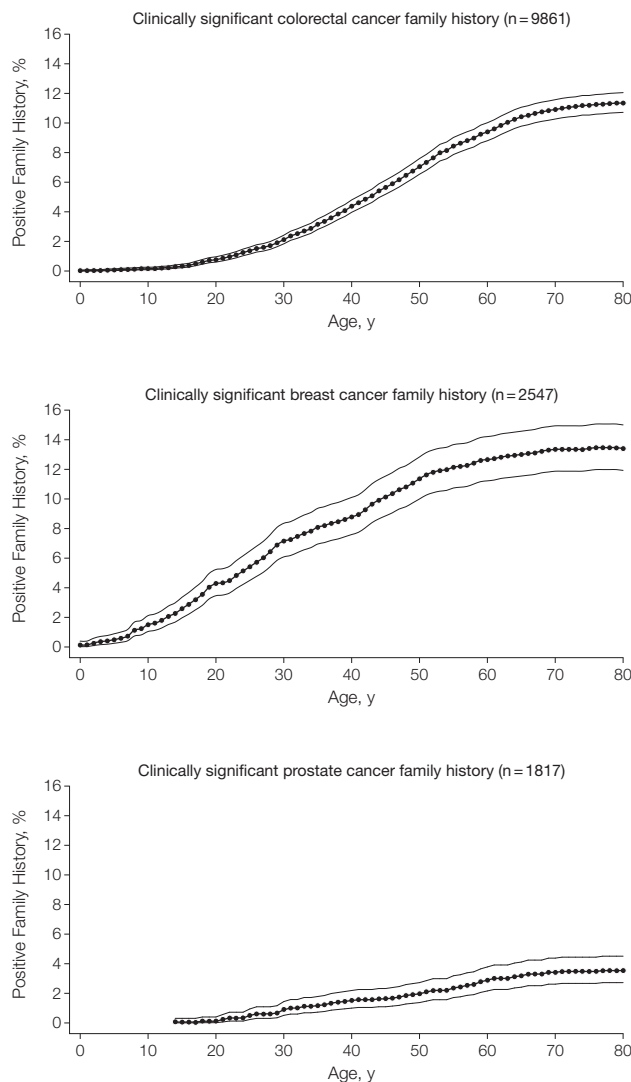 Clinically significant colorectal cancer family history (n=9861)
16
14
12
10
8
6
4
2
0
Positive Family History, %
0 10 20 30 40 50 60 70 80
Age, y
Clinically significant breast cancer family history (n=2547)
16
14
12
10
8
6
4
2
0
Positive Family History, %
0 10 20 30 40 50 60 70 80
Age, y
Clinically significant prostate cancer family history (n=1817)
16
14
12
10
8
6
4
2
0
Positive Family History, %
0 10 20 30 40 50 60 70 80
Age, y